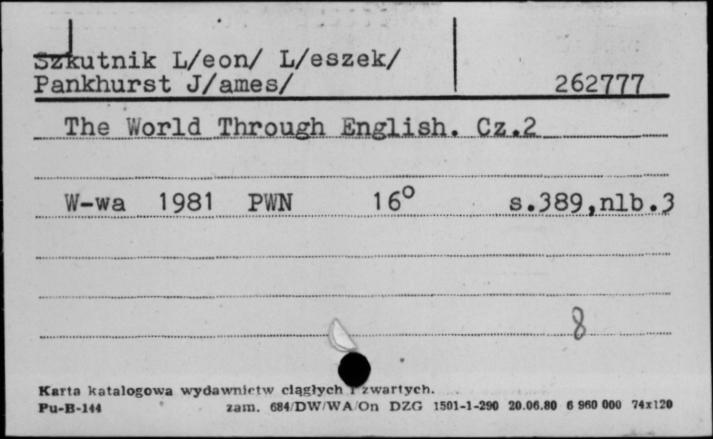 Szkutnik L/eon/ L/eszek/
Pankhurst J/ames/ 262777
The World Through English. Cz.2
W-wa 1981 PWN 16° s.389,nlb.3
8
Karta katalogowa wydawnictw ciągłych i zwartych.
Pu-B-144 zam. 684/DW/WA/On DZG 1501-1-290 20.06.80 6 960 000 74x120